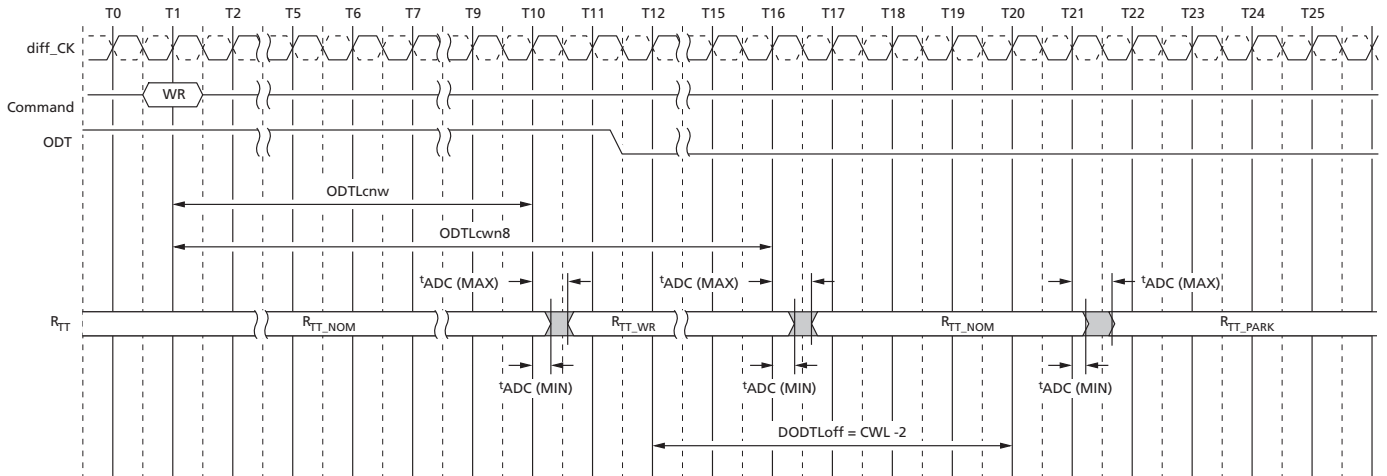 T0 T1 T2 T5 T6 T7 T9 T10 T11 T12 T15 T16 T17 T18 T19 T20 T21 T22 T23 T24 T25
diff_CK
WR
Command
ODT
ODTLcnw
ODTLcwn8
tADC (MAX) tADC (MAX) tADC (MAX)
RTT RTT_NOM RTT_WR RTT_NOM RTT_PARK
tADC (MIN) tADC (MIN) tADC (MIN)
DODTLoff = CWL -2